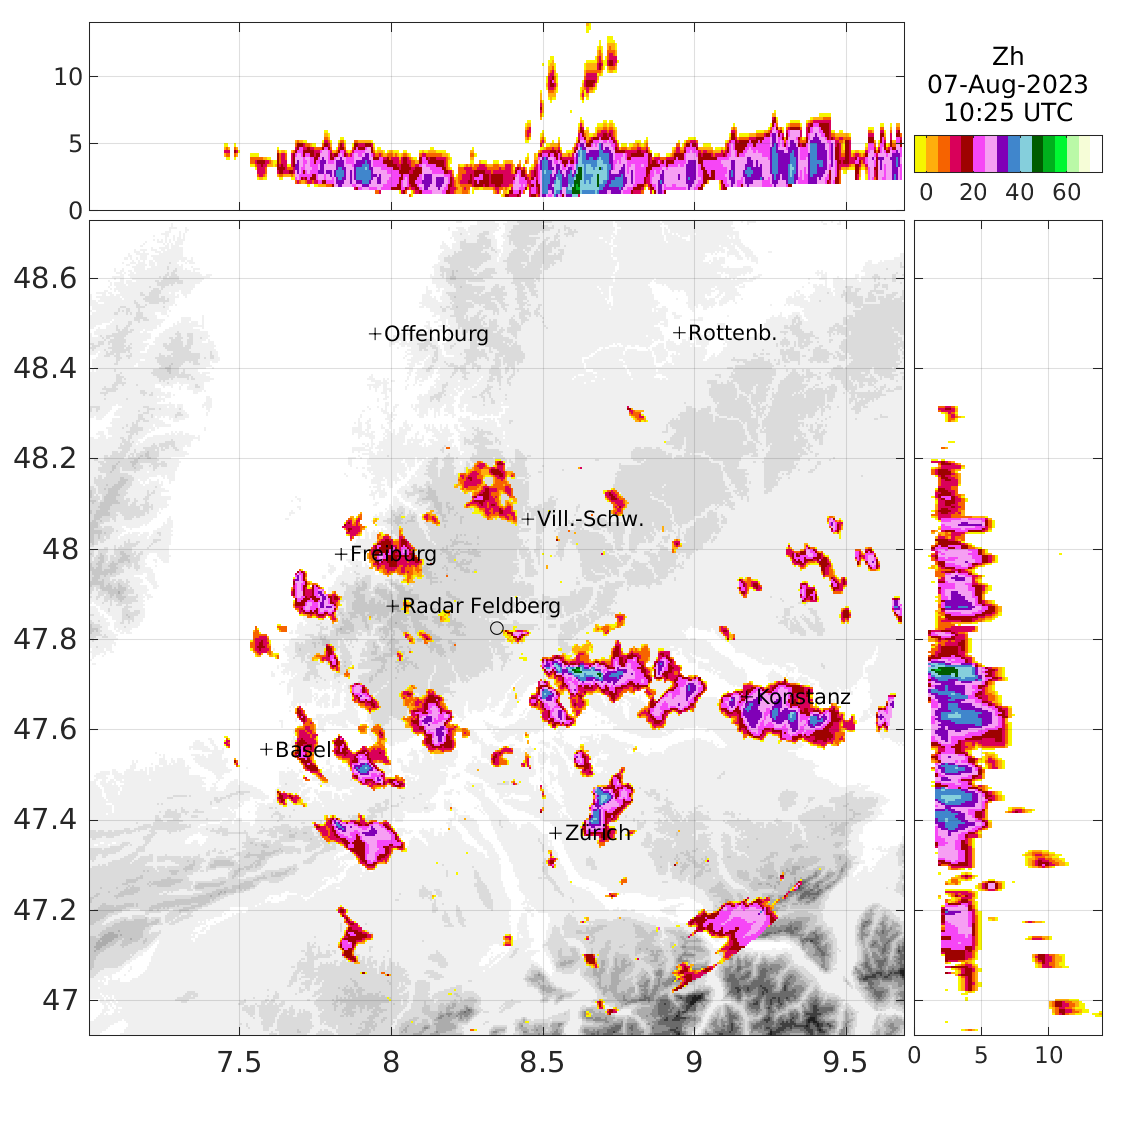 10
5
0
Zh
07-Aug-2023
10:25 UTC
0 20 40 60
48.6
48.4
48.2
48
47.8
47.6
47.4
47.2
47
+Offenburg
+Rottenb.
+Vill.-Schw.
+Freiburg
+Radar Feldberg
+Konstanz
+Basel
+Zürich
7.5 8 8.5 9 9.5
0 5 10